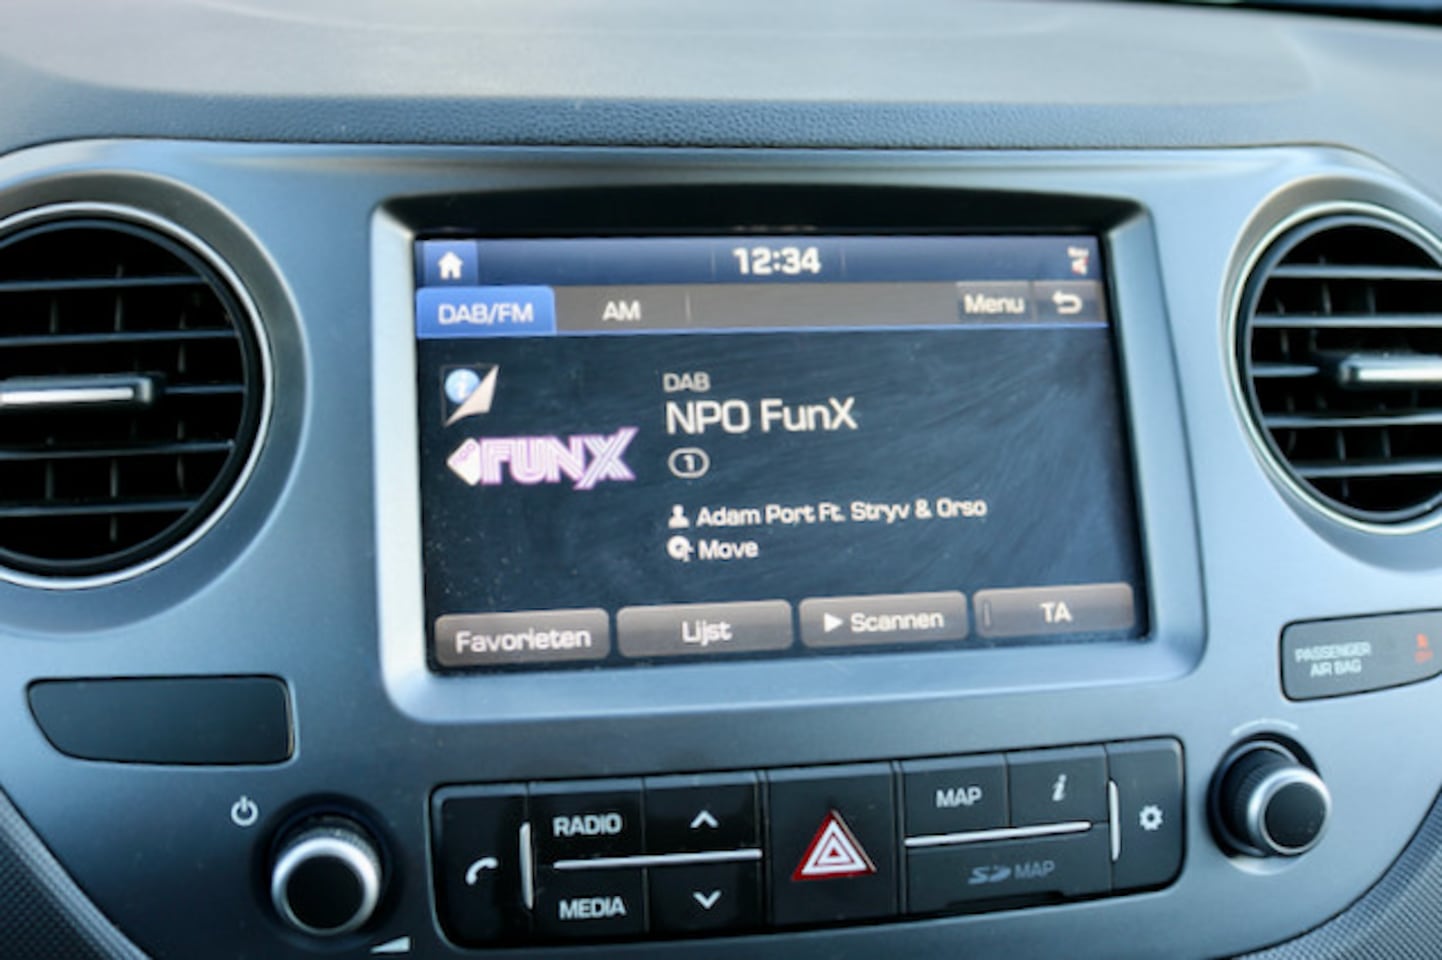 12:34
DAB/FM AM Menu
DAB
NPO FunX
FUNX
1
Adam Port Ft. Stryv & Orso
Move
Favorieten Lijst Scannen TA
PASSENGER
AIR BAG
RADIO MAP i
MEDIA SD MAP